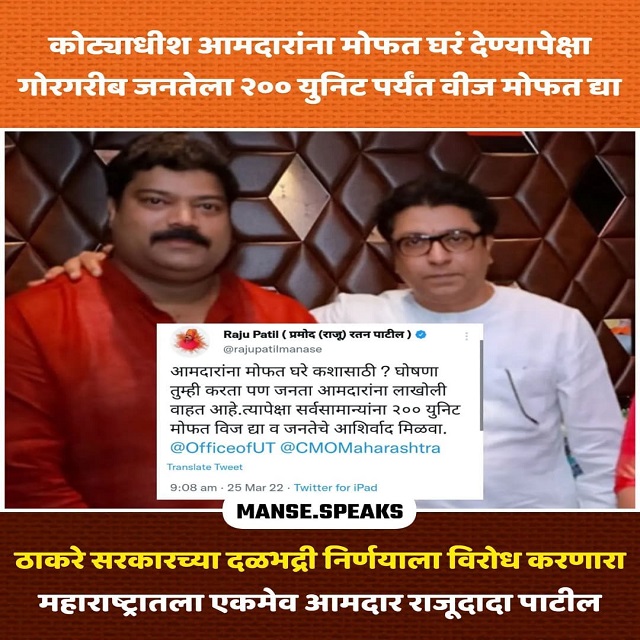 कोट्याधीश आमदारांना मोफत घरं देण्यापेक्षा
गोरगरीब जनतेला २०० युनिट पर्यंत वीज मोफत द्या
Raju Patil ( प्रमोद (राजू) रतन पाटील )
@rajupatilmanase
आमदारांना मोफत घरे कशासाठी ? घोषणा
तुम्ही करता पण जनता आमदारांना लाखोली
वाहत आहे.त्यापेक्षा सर्वसामान्यांना २०० युनिट
मोफत विज द्या व जनतेचे आशिर्वाद मिळवा.
@OfficeofUT @CMOMaharashtra
Translate Tweet
9:08 am · 25 Mar 22 · Twitter for iPad
MANSE.SPEAKS
ठाकरे सरकारच्या दळभद्री निर्णयाला विरोध करणारा
महाराष्ट्रातला एकमेव आमदार राजूदादा पाटील